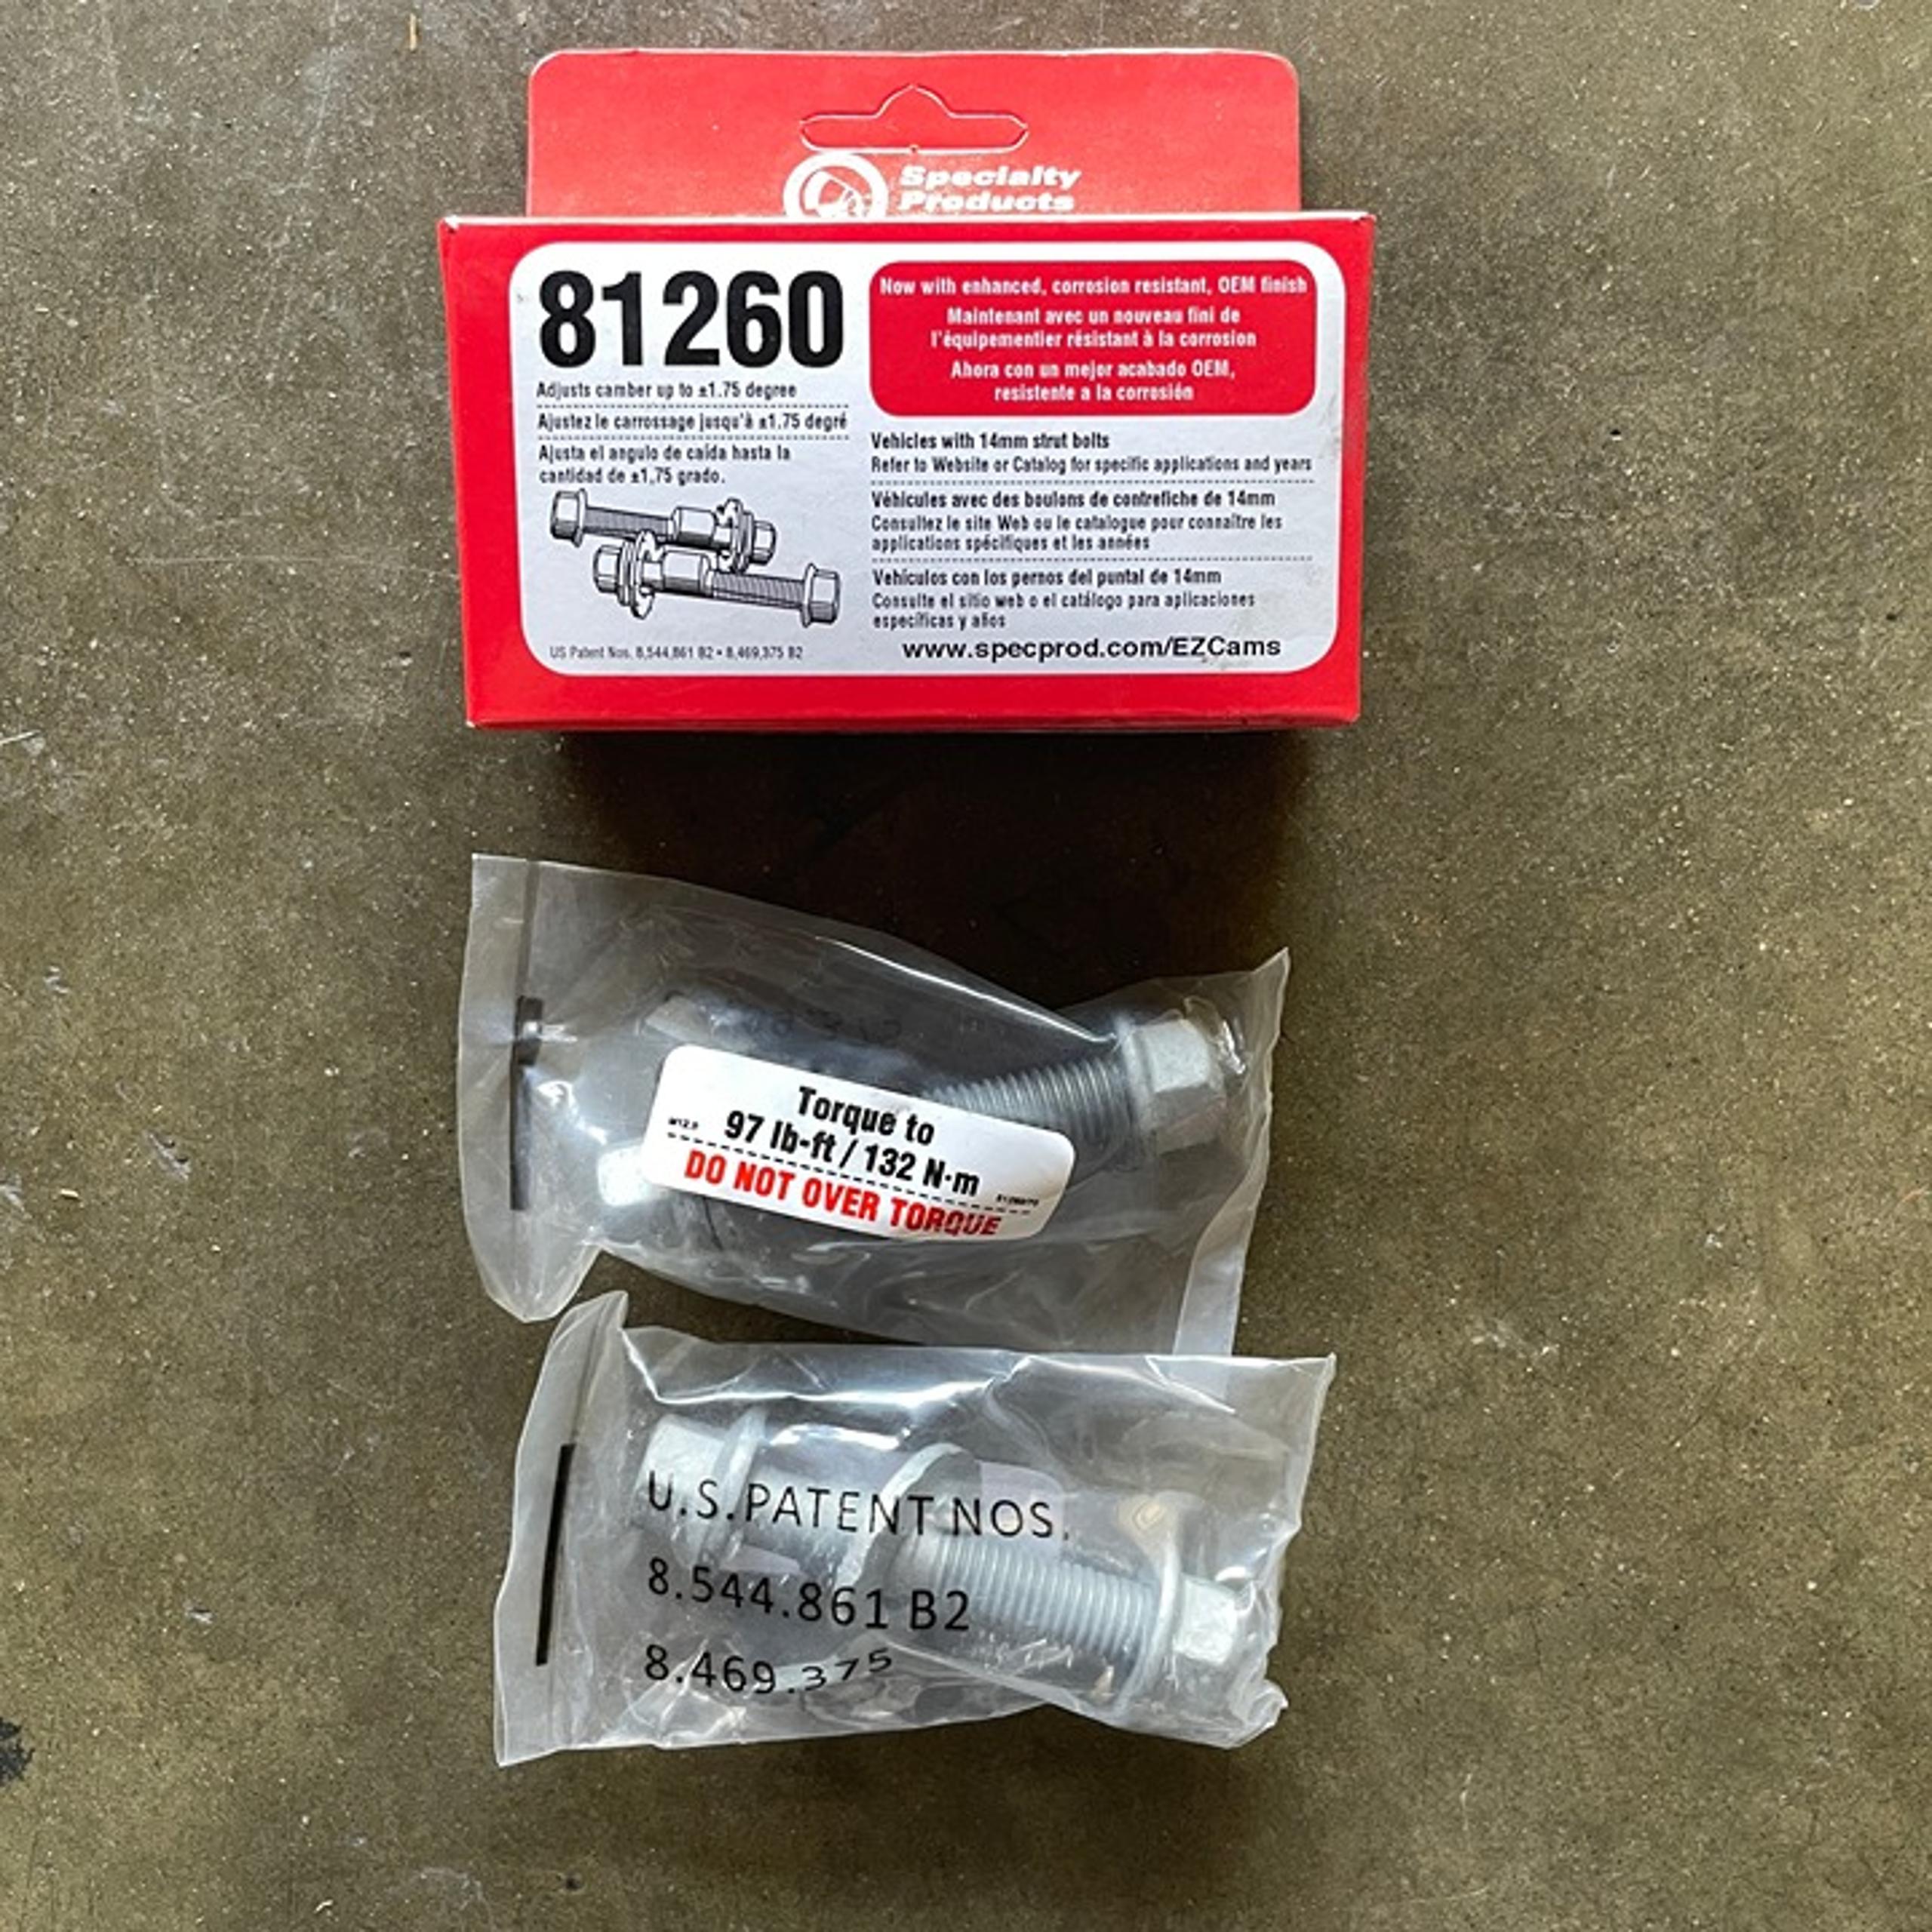 Specialty
Products
81260
Adjusts camber up to ±1.75 degree
Ajustez le carrossage jusqu'à ±1.75 degré
Ajusta el angulo de caída hasta la
cantidad de ±1,75 grado.
US Patent Nos. 8,544,861 B2 • 8,469,375 B2
Now with enhanced, corrosion resistant, OEM finish
Maintenant avec un nouveau fini de
l'équipementier résistant à la corrosion
Ahora con un mejor acabado OEM,
resistente a la corrosión
Vehicles with 14mm strut bolts
Refer to Website or Catalog for specific applications and years
Véhicules avec des boulons de contrefiche de 14mm
Consultez le site Web ou le catalogue pour connaître les
applications spécifiques et les années
Vehículos con los pernos del puntal de 14mm
Consulte el sitio web o el catálogo para aplicaciones
específicas y años
www.specprod.com/EZCams
Torque to
97 lb-ft / 132 N·m
DO NOT OVER TORQUE
U.S.PATENT NOS.
8.544.861 B2
8.469.375